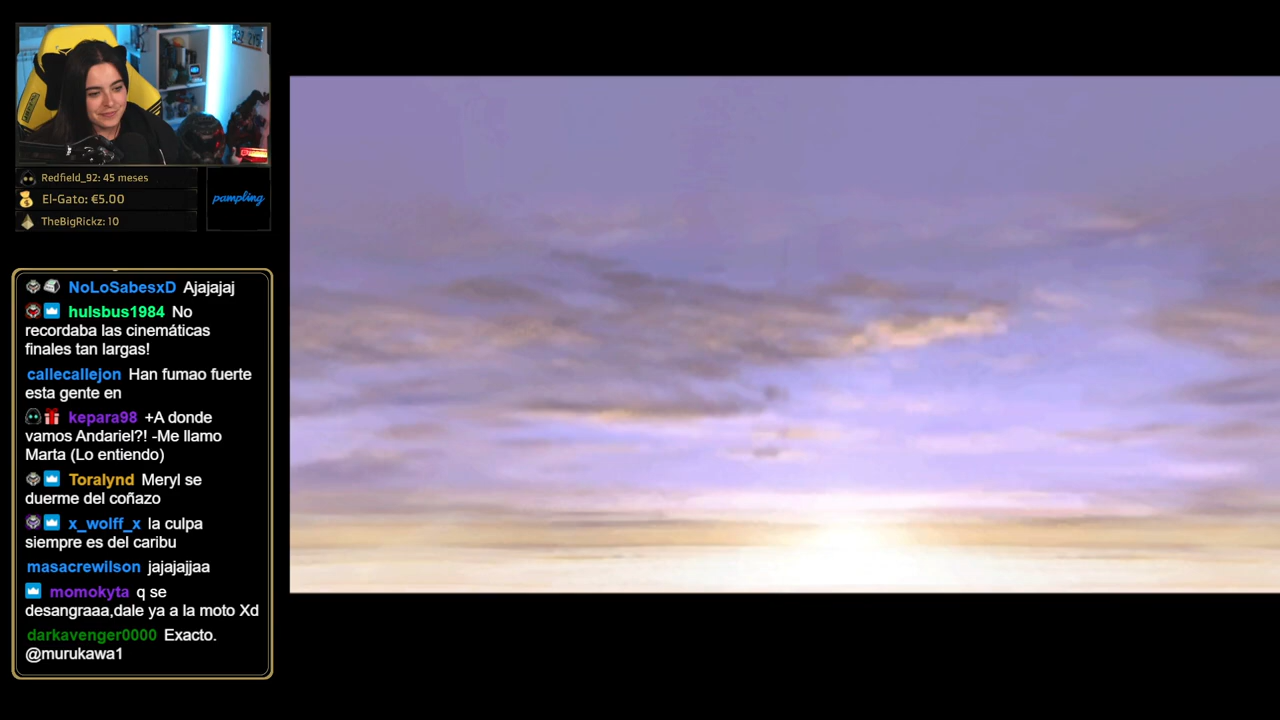 Redfield_92: 45 meses
El-Gato: €5.00
TheBigRickz: 10
pampling
NoLoSabesxD Ajajajaj
hulsbus1984 No
recordaba las cinemáticas
finales tan largas!
callecallejon Han fumao fuerte
esta gente en
kepara98 +A donde
vamos Andariel?! -Me llamo
Marta (Lo entiendo)
Toralynd Meryl se
duerme del coñazo
x_wolff_x la culpa
siempre es del caribu
masacrewilson jajajajjaa
momokyta q se
desangraaa,dale ya a la moto Xd
darkavenger0000 Exacto.
@murukawa1